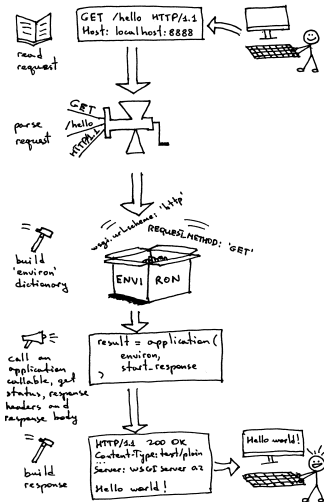 GET /hello HTTP/1.1
Host: localhost:8888
read
request
GET
/hello
HTTP/1.1
parse
request
wsgi.url_scheme: 'http'
REQUEST_METHOD: 'GET'
ENVIRON
build
'environ'
dictionary
result = application(
environ,
start_response
)
call an
application
callable, get
status, response
headers and
response body
HTTP/1.1 200 OK
Content-Type: text/plain
...
Server: WSGIServer 0.2
Hello world!
Hello world!
build
response